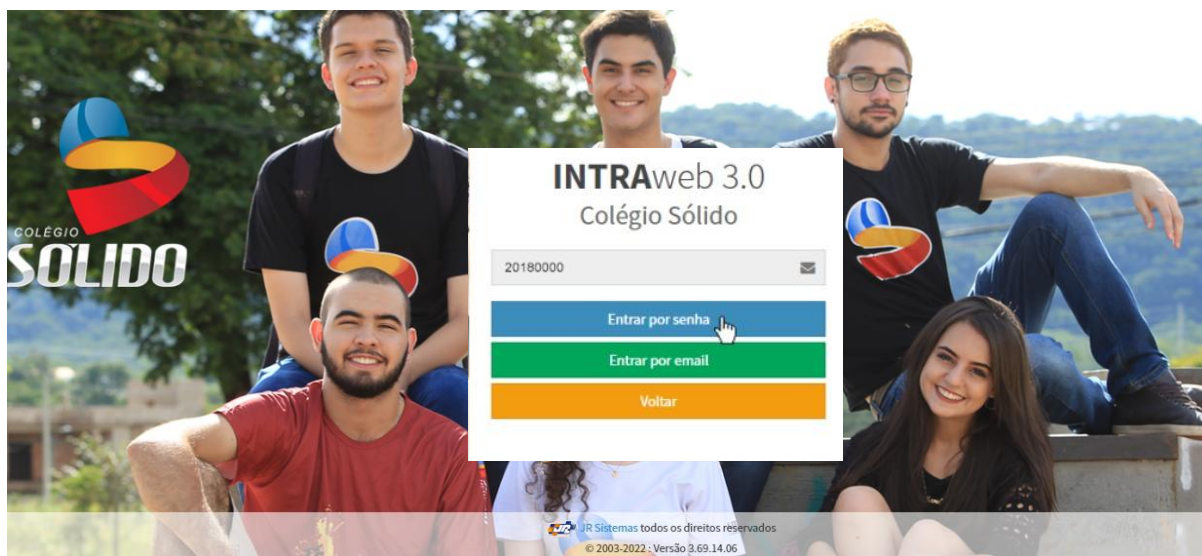 COLÉGIO
SÓLIDO
INTRAweb 3.0
Colégio Sólido
20180000
Entrar por senha
Entrar por email
Voltar
JR JR Sistemas todos os direitos reservados
© 2003-2022 : Versão 3.69.14.06